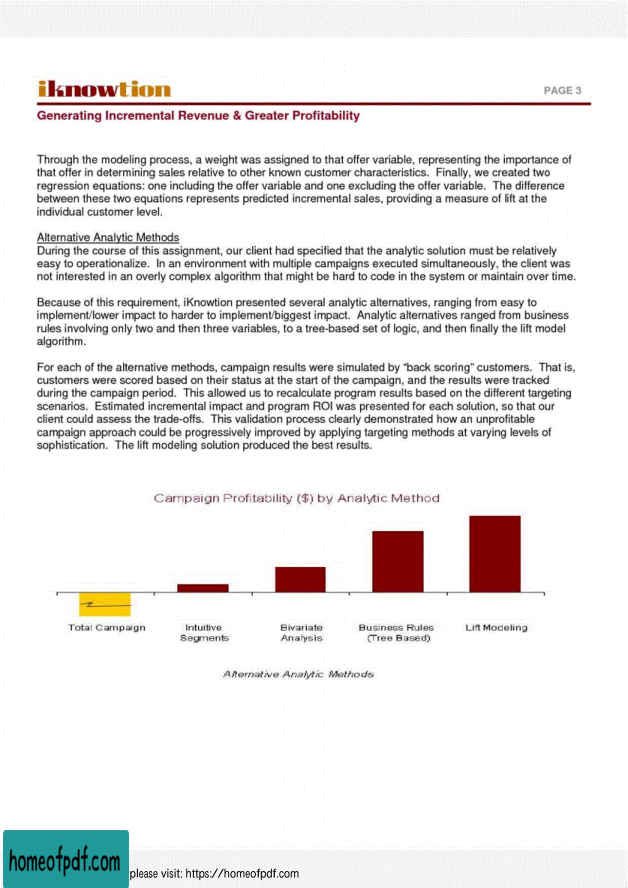 iknowtion
PAGE 3
Generating Incremental Revenue & Greater Profitability
Through the modeling process, a weight was assigned to that offer variable, representing the importance of
that offer in determining sales relative to other known customer characteristics. Finally, we created two
regression equations: one including the offer variable and one excluding the offer variable. The difference
between these two equations represents predicted incremental sales, providing a measure of lift at the
individual customer level.
Alternative Analytic Methods
During the course of this assignment, our client had specified that the analytic solution must be relatively
easy to operationalize. In an environment with multiple campaigns executed simultaneously, the client was
not interested in an overly complex algorithm that might be hard to code in the system or maintain over time.
Because of this requirement, iKnowtion presented several analytic alternatives, ranging from easy to
implement/lower impact to harder to implement/biggest impact. Analytic alternatives ranged from business
rules involving only two and then three variables, to a tree-based set of logic, and then finally the lift model
algorithm.
For each of the alternative methods, campaign results were simulated by “back scoring” customers. That is,
customers were scored based on their status at the start of the campaign, and the results were tracked
during the campaign period. This allowed us to recalculate program results based on the different targeting
scenarios. Estimated incremental impact and program ROI was presented for each solution, so that our
client could assess the trade-offs. This validation process clearly demonstrated how an unprofitable
campaign approach could be progressively improved by applying targeting methods at varying levels of
sophistication. The lift modeling solution produced the best results.
Campaign Profitability ($) by Analytic Method
Total Campaign
Intuitive
Segments
Bivariate
Analysis
Business Rules
(Tree Based)
Lift Modeling
Alternative Analytic Methods
homeofpdf.com
please visit: https://homeofpdf.com